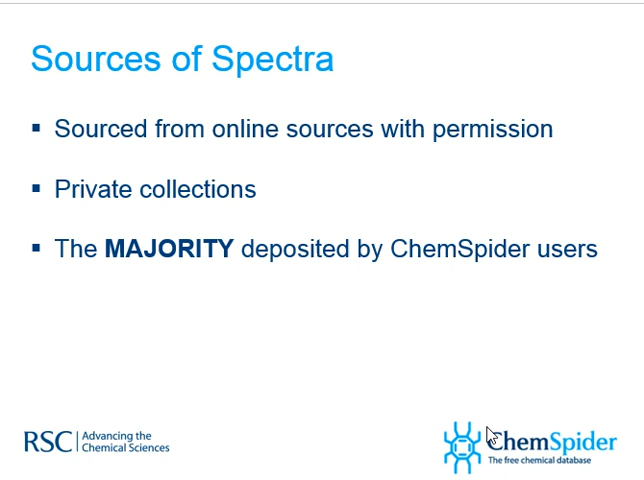 Sources of Spectra
▪ Sourced from online sources with permission
▪ Private collections
▪ The MAJORITY deposited by ChemSpider users
RSC | Advancing the
Chemical Sciences
ChemSpider
The free chemical database